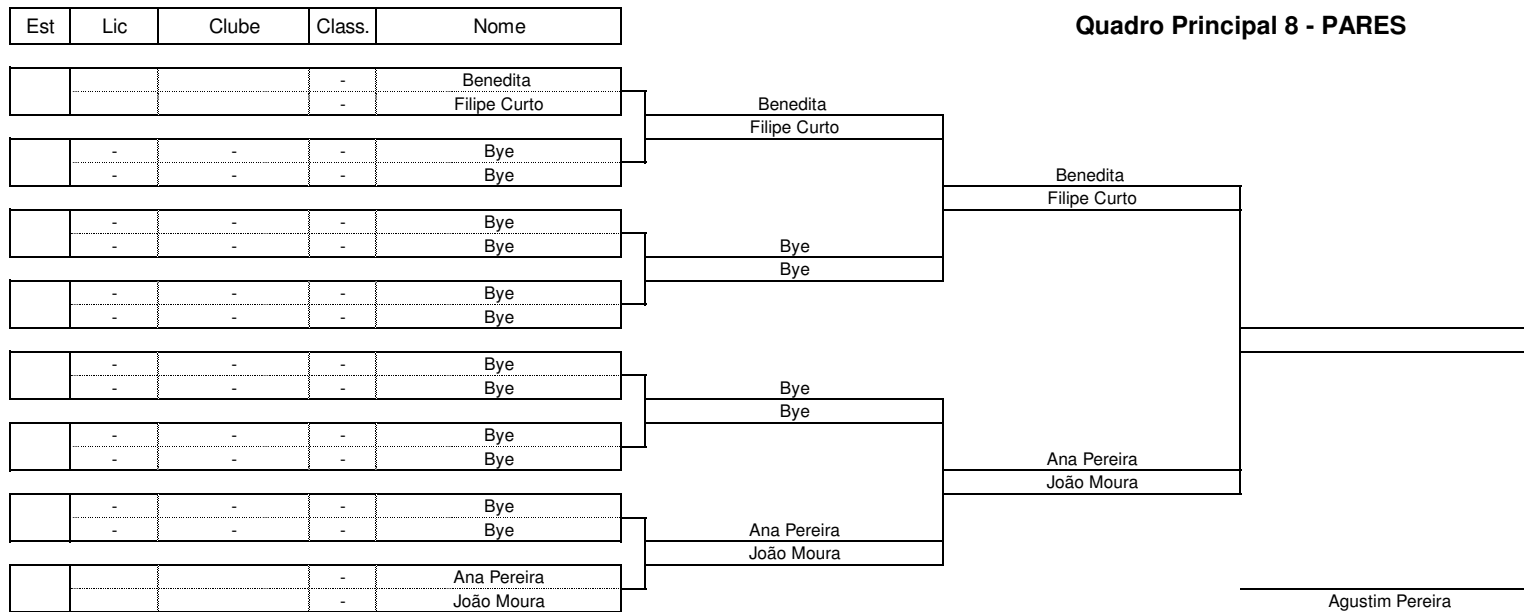 Est Lic Clube Class. Nome
Quadro Principal 8 - PARES
- Benedita
- Filipe Curto
Benedita
Filipe Curto
- - - Bye
- - - Bye
Benedita
Filipe Curto
- - - Bye
- - - Bye
Bye
Bye
- - - Bye
- - - Bye
- - - Bye
- - - Bye
Bye
Bye
- - - Bye
- - - Bye
Ana Pereira
João Moura
- - - Bye
- - - Bye
Ana Pereira
João Moura
- Ana Pereira
- João Moura
Agustim Pereira